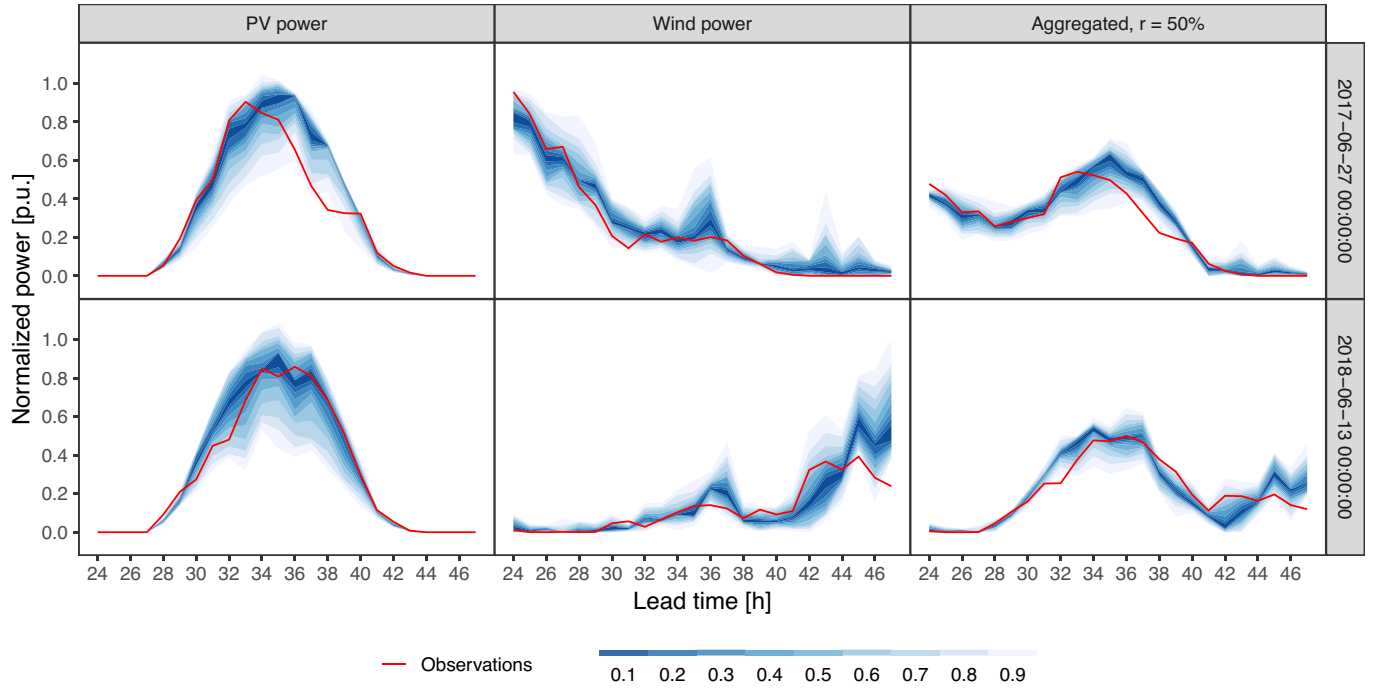 PV power Wind power Aggregated, r = 50%
Normalized power [p.u.]
1.0
0.8
0.6
0.4
0.2
0.0
2017−06−27 00:00:00
1.0
0.8
0.6
0.4
0.2
0.0
2018−06−13 00:00:00
24 26 28 30 32 34 36 38 40 42 44 46 24 26 28 30 32 34 36 38 40 42 44 46 24 26 28 30 32 34 36 38 40 42 44 46
Lead time [h]
Observations
0.1 0.2 0.3 0.4 0.5 0.6 0.7 0.8 0.9